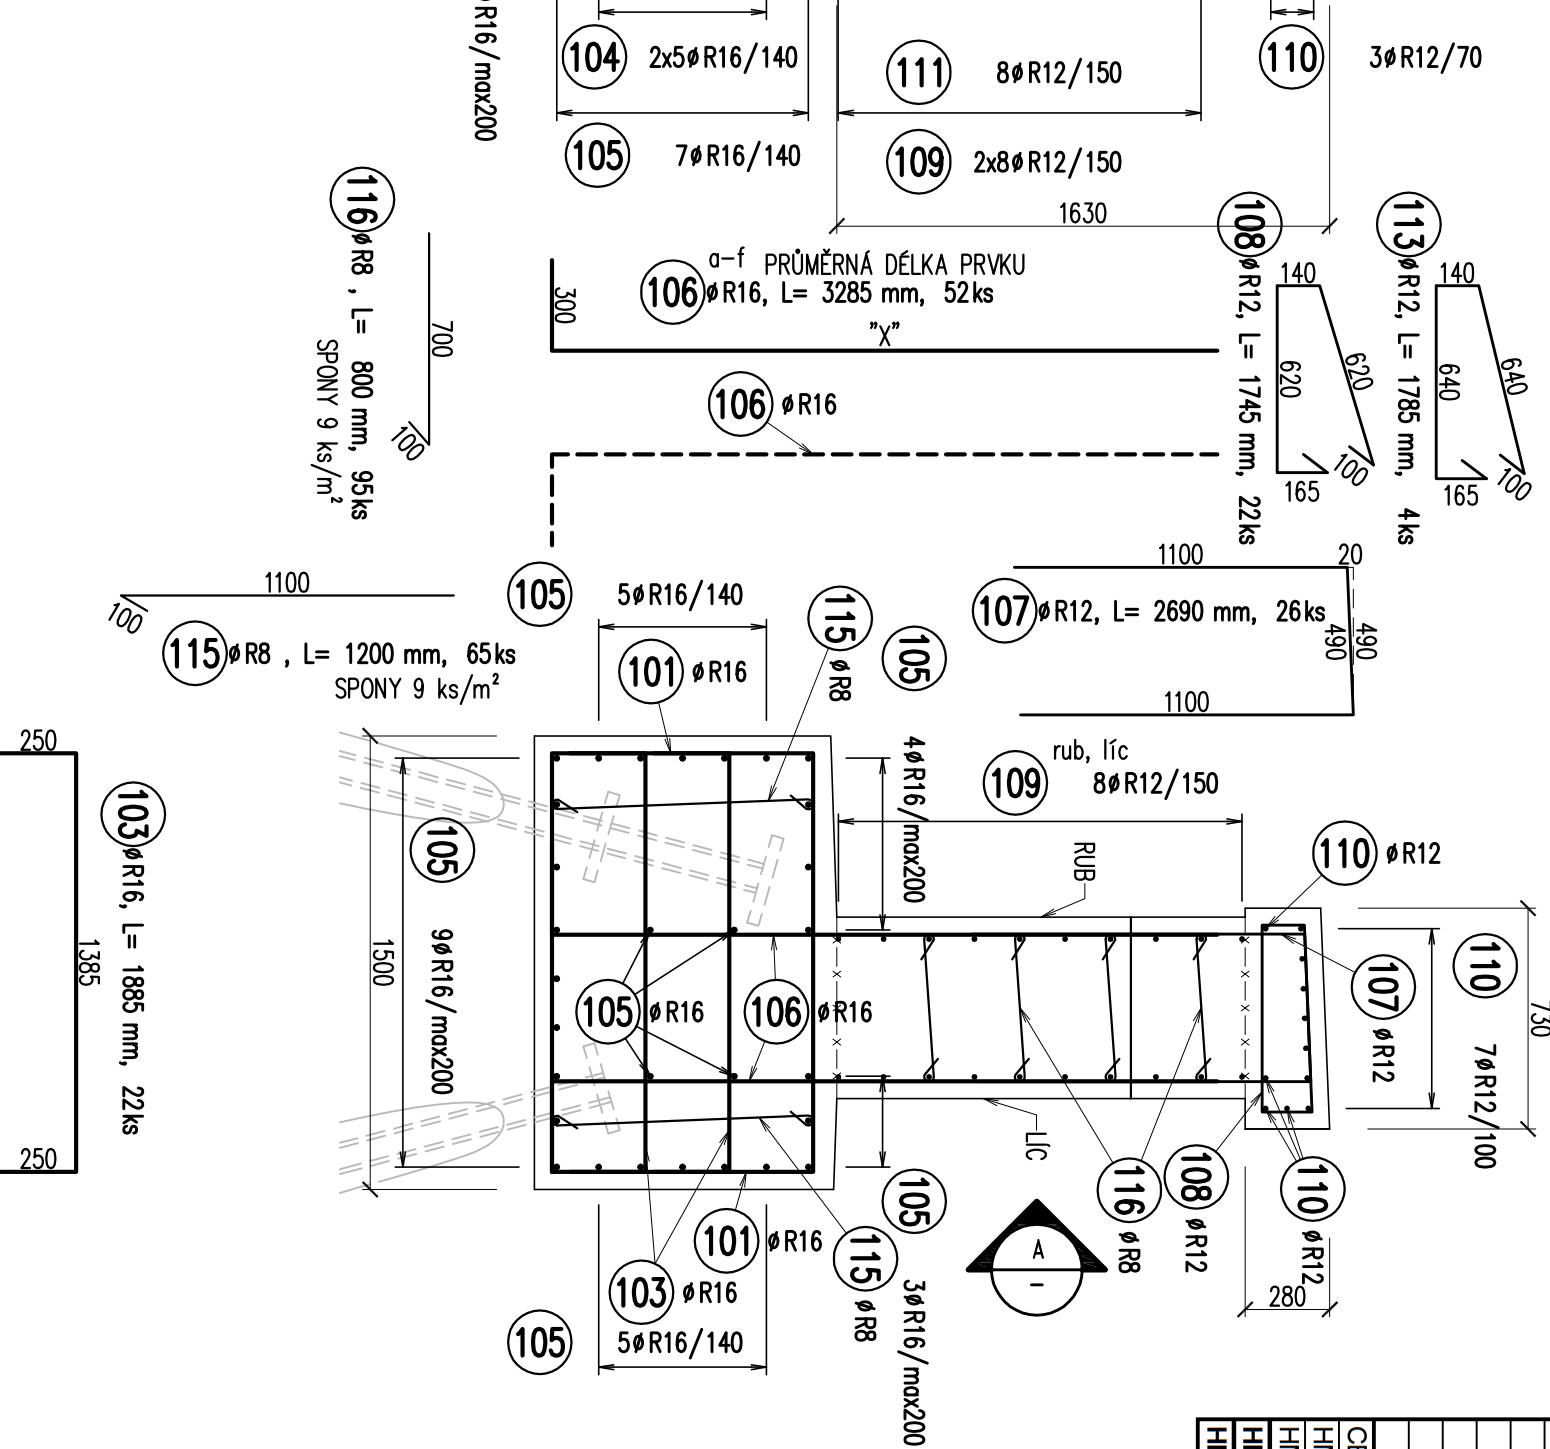 R16/max200
104 2x5øR16/140
105 7øR16/140
111 8øR12/150
109 2x8øR12/150
110 3øR12/70
1630
116 øR8 , L= 800 mm, 95ks
SPONY 9 ks/m²
700
100
a-f PRŮMĚRNÁ DÉLKA PRVKU
106 øR16, L= 3285 mm, 52ks
"X"
300
106 øR16
108 øR12, L= 1745 mm, 22ks
140
620
620
100
165
113 øR12, L= 1785 mm, 4ks
140
640
640
100
165
1100
100
115 øR8 , L= 1200 mm, 65ks
SPONY 9 ks/m²
105 5øR16/140
101 øR16
115 øR8
105 4øR16/max200
1100
20
107 øR12, L= 2690 mm, 26ks
490
490
1100
rub, líc
109 8øR12/150
RUB
110 øR12
250
103 øR16, L= 1885 mm, 22ks
1385
250
1500
105 9øR16/max200
105 øR16
106 øR16
107 øR12
110 7øR12/100
730
LÍC
116 øR8
108 øR12
110 øR12
280
A
-
101 øR16
103 øR16
115 øR8
105 3øR16/max200
105 5øR16/140